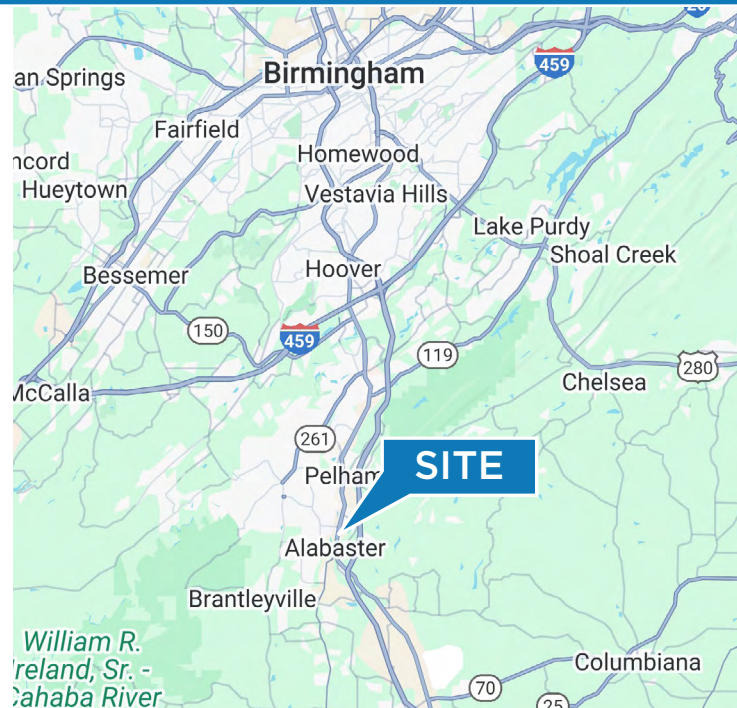 20
Birmingham
459
an Springs
Fairfield
Homewood
ncord
Hueytown
Vestavia Hills
Lake Purdy
Shoal Creek
Bessemer
Hoover
150
459
119
280
McCalla
Chelsea
261
Pelham
SITE
Alabaster
Brantleyville
William R.
Ireland, Sr. -
Cahaba River
Columbiana
70
25